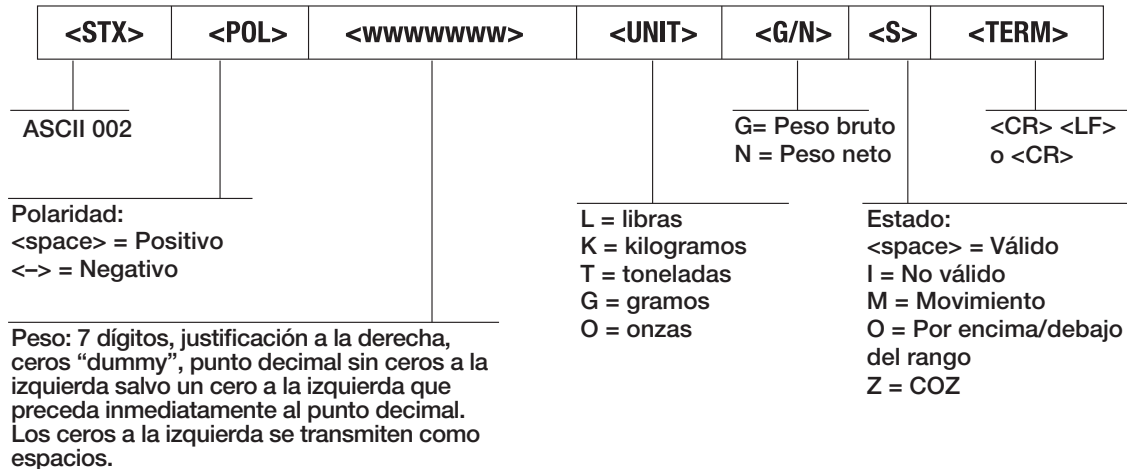 <STX> <POL> <wwwwwww> <UNIT> <G/N> <S> <TERM>
ASCII 002
G= Peso bruto
N = Peso neto
<CR> <LF>
o <CR>
Polaridad:
<space> = Positivo
<–> = Negativo
L = libras
K = kilogramos
T = toneladas
G = gramos
O = onzas
Estado:
<space> = Válido
I = No válido
M = Movimiento
O = Por encima/debajo
del rango
Z = COZ
Peso: 7 dígitos, justificación a la derecha,
ceros “dummy”, punto decimal sin ceros a la
izquierda salvo un cero a la izquierda que
preceda inmediatamente al punto decimal.
Los ceros a la izquierda se transmiten como
espacios.